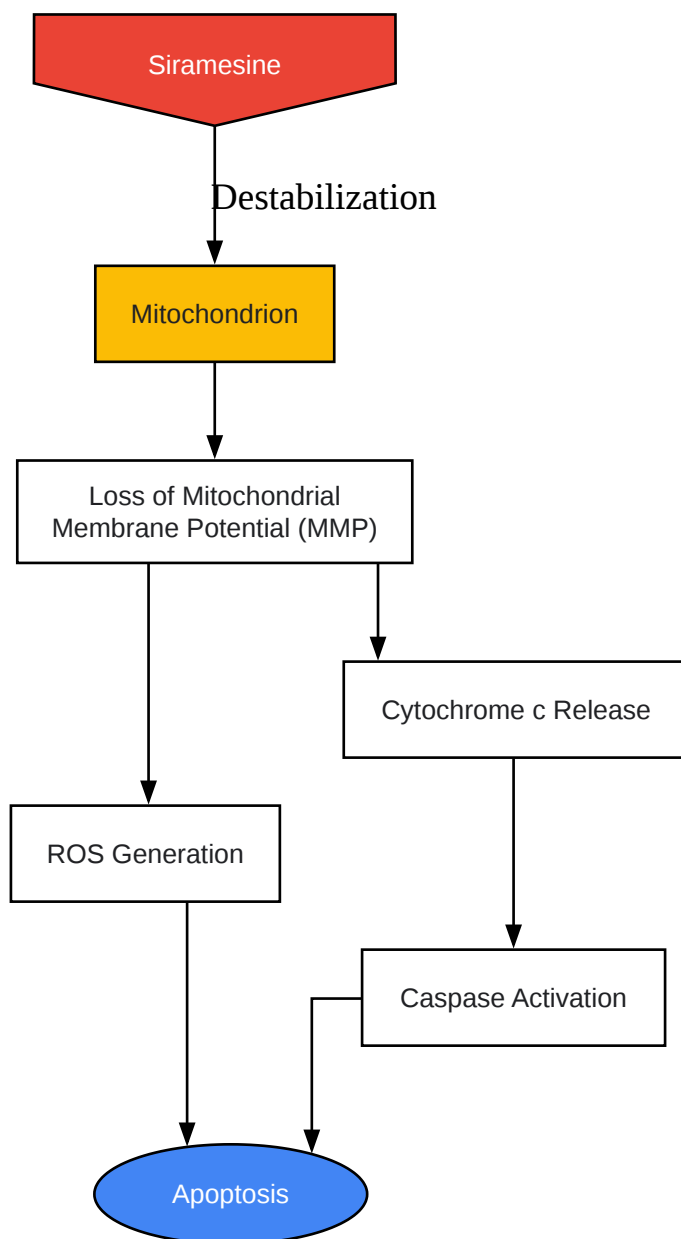 Siramesine
Destabilization
Mitochondrion
Loss of Mitochondrial
Membrane Potential (MMP)
Cytochrome c Release
ROS Generation
Caspase Activation
Apoptosis